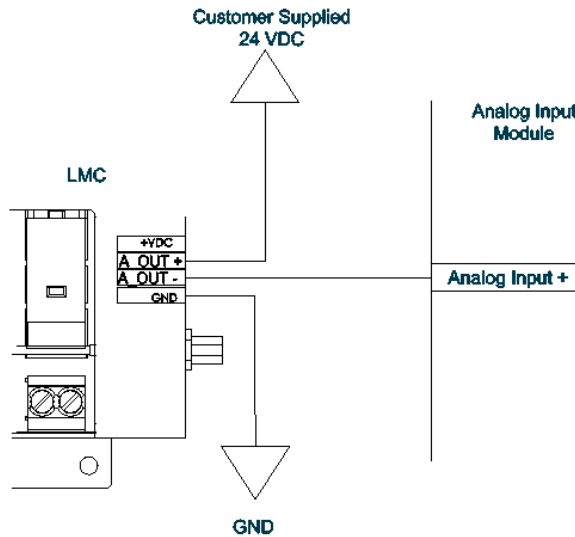 Customer Supplied
24 VDC
Analog Input
Module
LMC
+VDC
A_OUT +
A_OUT -
GND
Analog Input +
GND